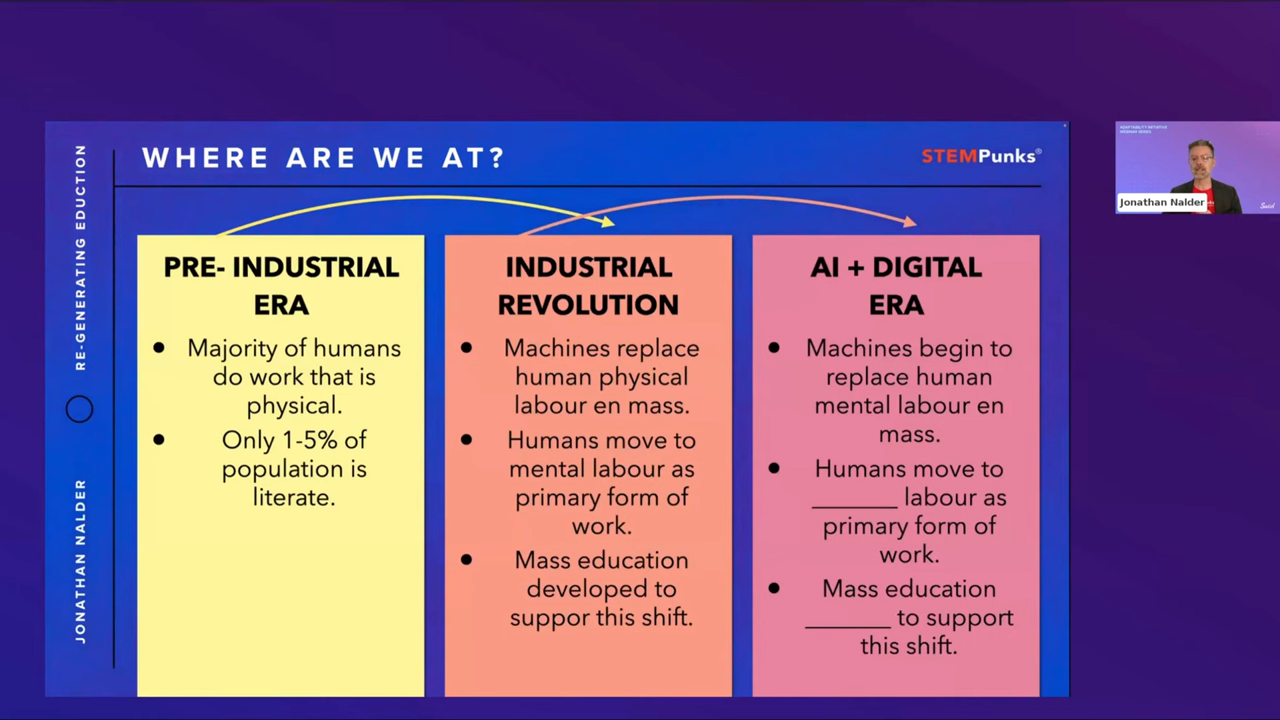 WHERE ARE WE AT?
STEMPunks®
RE-GENERATING EDUCTION
JONATHAN NALDER
PRE- INDUSTRIAL
ERA
● Majority of humans
do work that is
physical.
● Only 1-5% of
population is
literate.
INDUSTRIAL
REVOLUTION
● Machines replace
human physical
labour en mass.
● Humans move to
mental labour as
primary form of
work.
● Mass education
developed to
suppor this shift.
AI + DIGITAL
ERA
● Machines begin to
replace human
mental labour en
mass.
● Humans move to
_______ labour as
primary form of
work.
● Mass education
_______ to support
this shift.
ADAPTABILITY INITIATIVE
WEBINAR SERIES
Jonathan Nalder